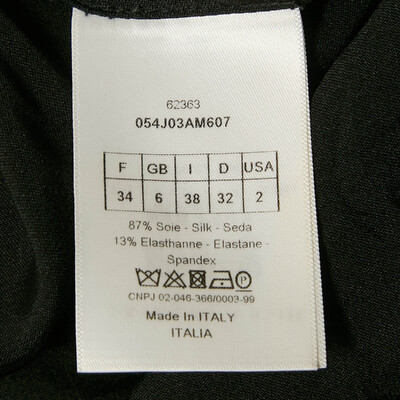 62363
054J03AM607
F GB I D USA
34 6 38 32 2
87% Soie - Silk - Seda
13% Elasthanne - Elastane -
Spandex
P
CNPJ 02-046-366/0003-99
Made In ITALY
ITALIA